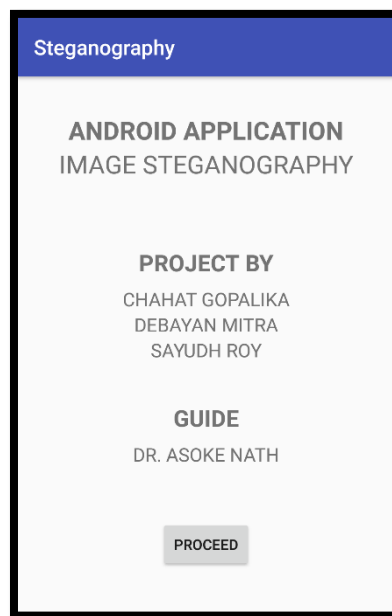 Steganography
ANDROID APPLICATION
IMAGE STEGANOGRAPHY
PROJECT BY
CHAHAT GOPALIKA
DEBAYAN MITRA
SAYUDH ROY
GUIDE
DR. ASOKE NATH
PROCEED